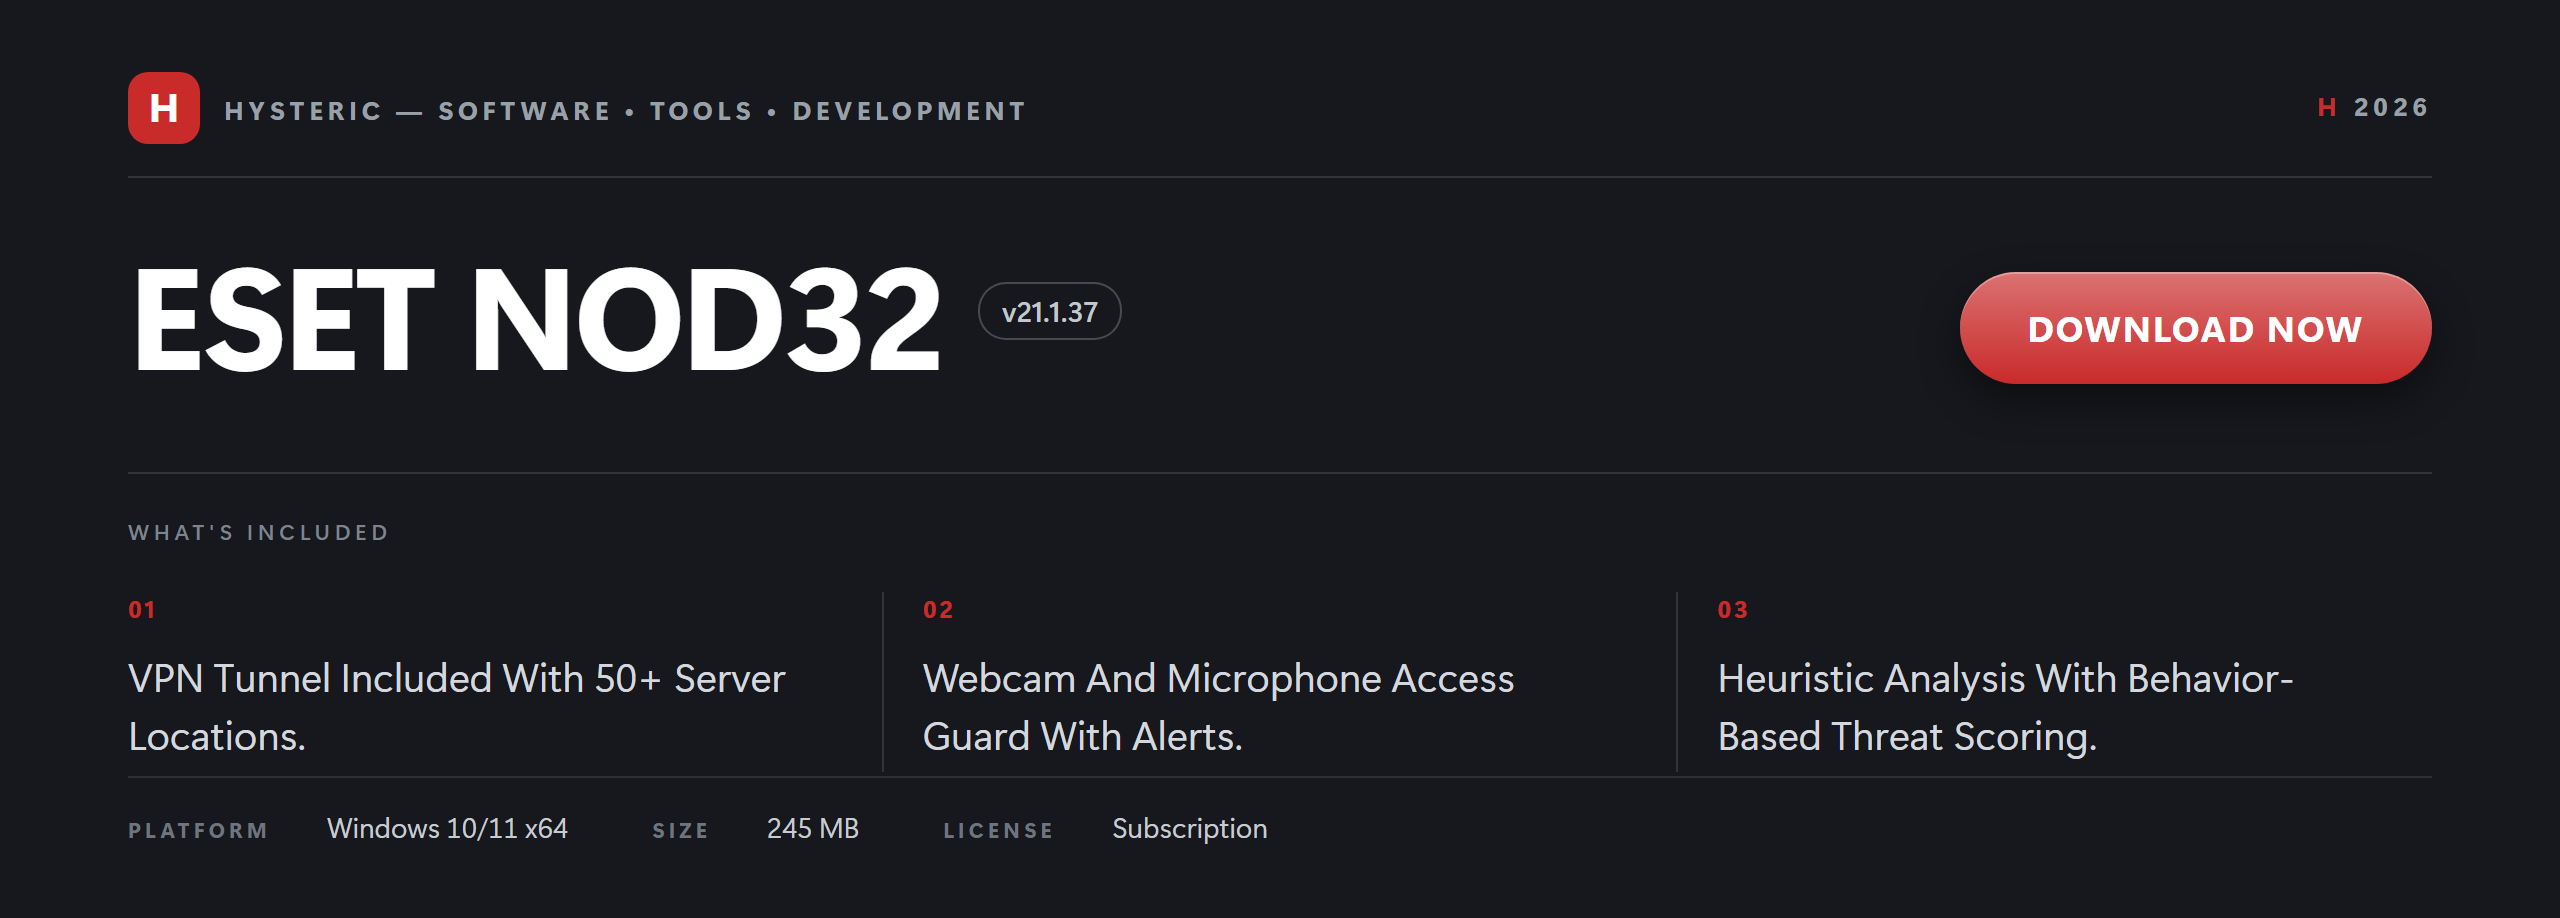 H HYSTERIC — SOFTWARE • TOOLS • DEVELOPMENT
H 2026
ESET NOD32 v21.1.37
DOWNLOAD NOW
WHAT'S INCLUDED
01
VPN Tunnel Included With 50+ Server
Locations.
02
Webcam And Microphone Access
Guard With Alerts.
03
Heuristic Analysis With Behavior-
Based Threat Scoring.
PLATFORM Windows 10/11 x64 SIZE 245 MB LICENSE Subscription